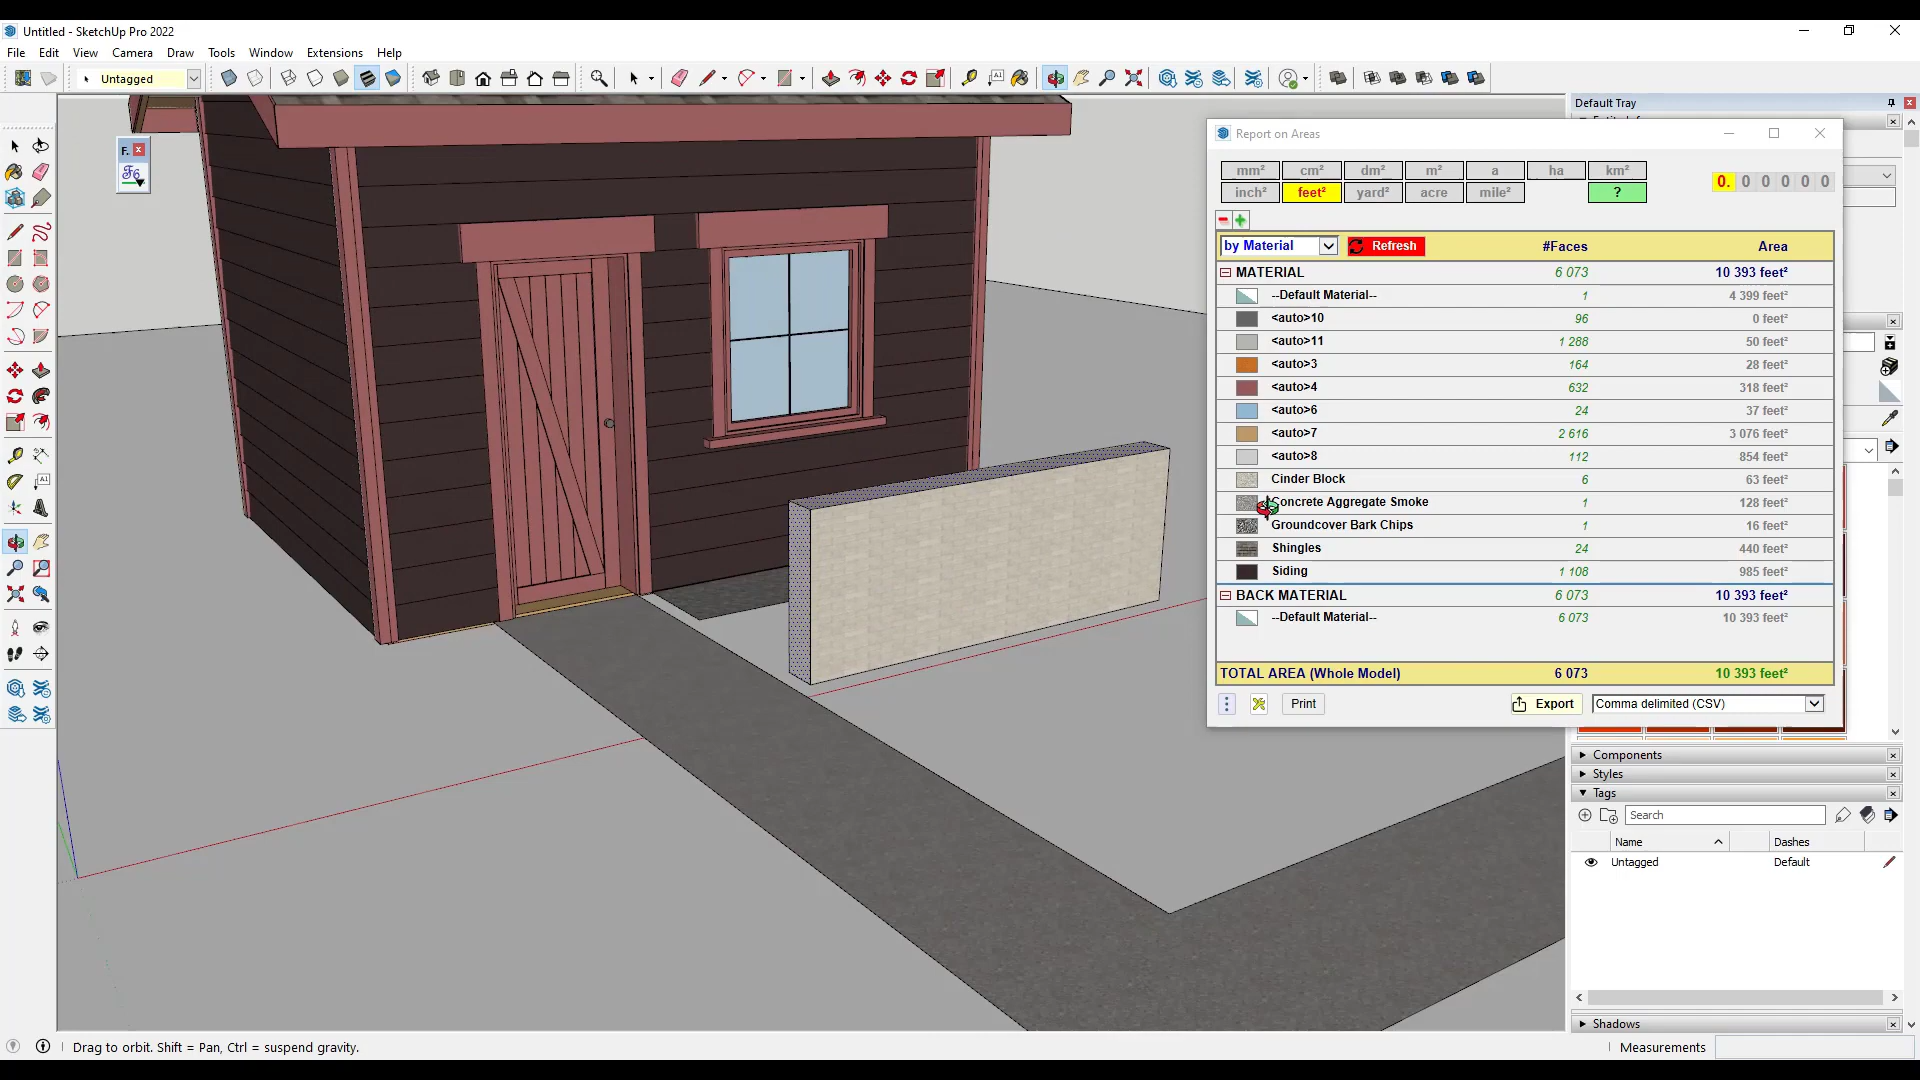 Untitled - SketchUp Pro 2022
File Edit View Camera Draw Tools Window Extensions Help
Untagged
A1
Default Tray
F.
Report on Areas
mm² cm² dm² m² a ha km²
inch² feet² yard² acre mile² ?
0. 0 0 0 0 0
by Material Refresh #Faces Area
MATERIAL 6 073 10 393 feet²
--Default Material-- 1 4 399 feet²
<auto>10 96 0 feet²
<auto>11 1 288 50 feet²
<auto>3 164 28 feet²
<auto>4 632 318 feet²
<auto>6 24 37 feet²
<auto>7 2 616 3 076 feet²
<auto>8 112 854 feet²
Cinder Block 6 63 feet²
Concrete Aggregate Smoke 1 128 feet²
Groundcover Bark Chips 1 16 feet²
Shingles 24 440 feet²
Siding 1 108 985 feet²
BACK MATERIAL 6 073 10 393 feet²
--Default Material-- 6 073 10 393 feet²
TOTAL AREA (Whole Model) 6 073 10 393 feet²
Print Export Comma delimited (CSV)
Components
Styles
Tags
Search
Name Dashes
Untagged Default
Shadows
Drag to orbit. Shift = Pan, Ctrl = suspend gravity.
Measurements